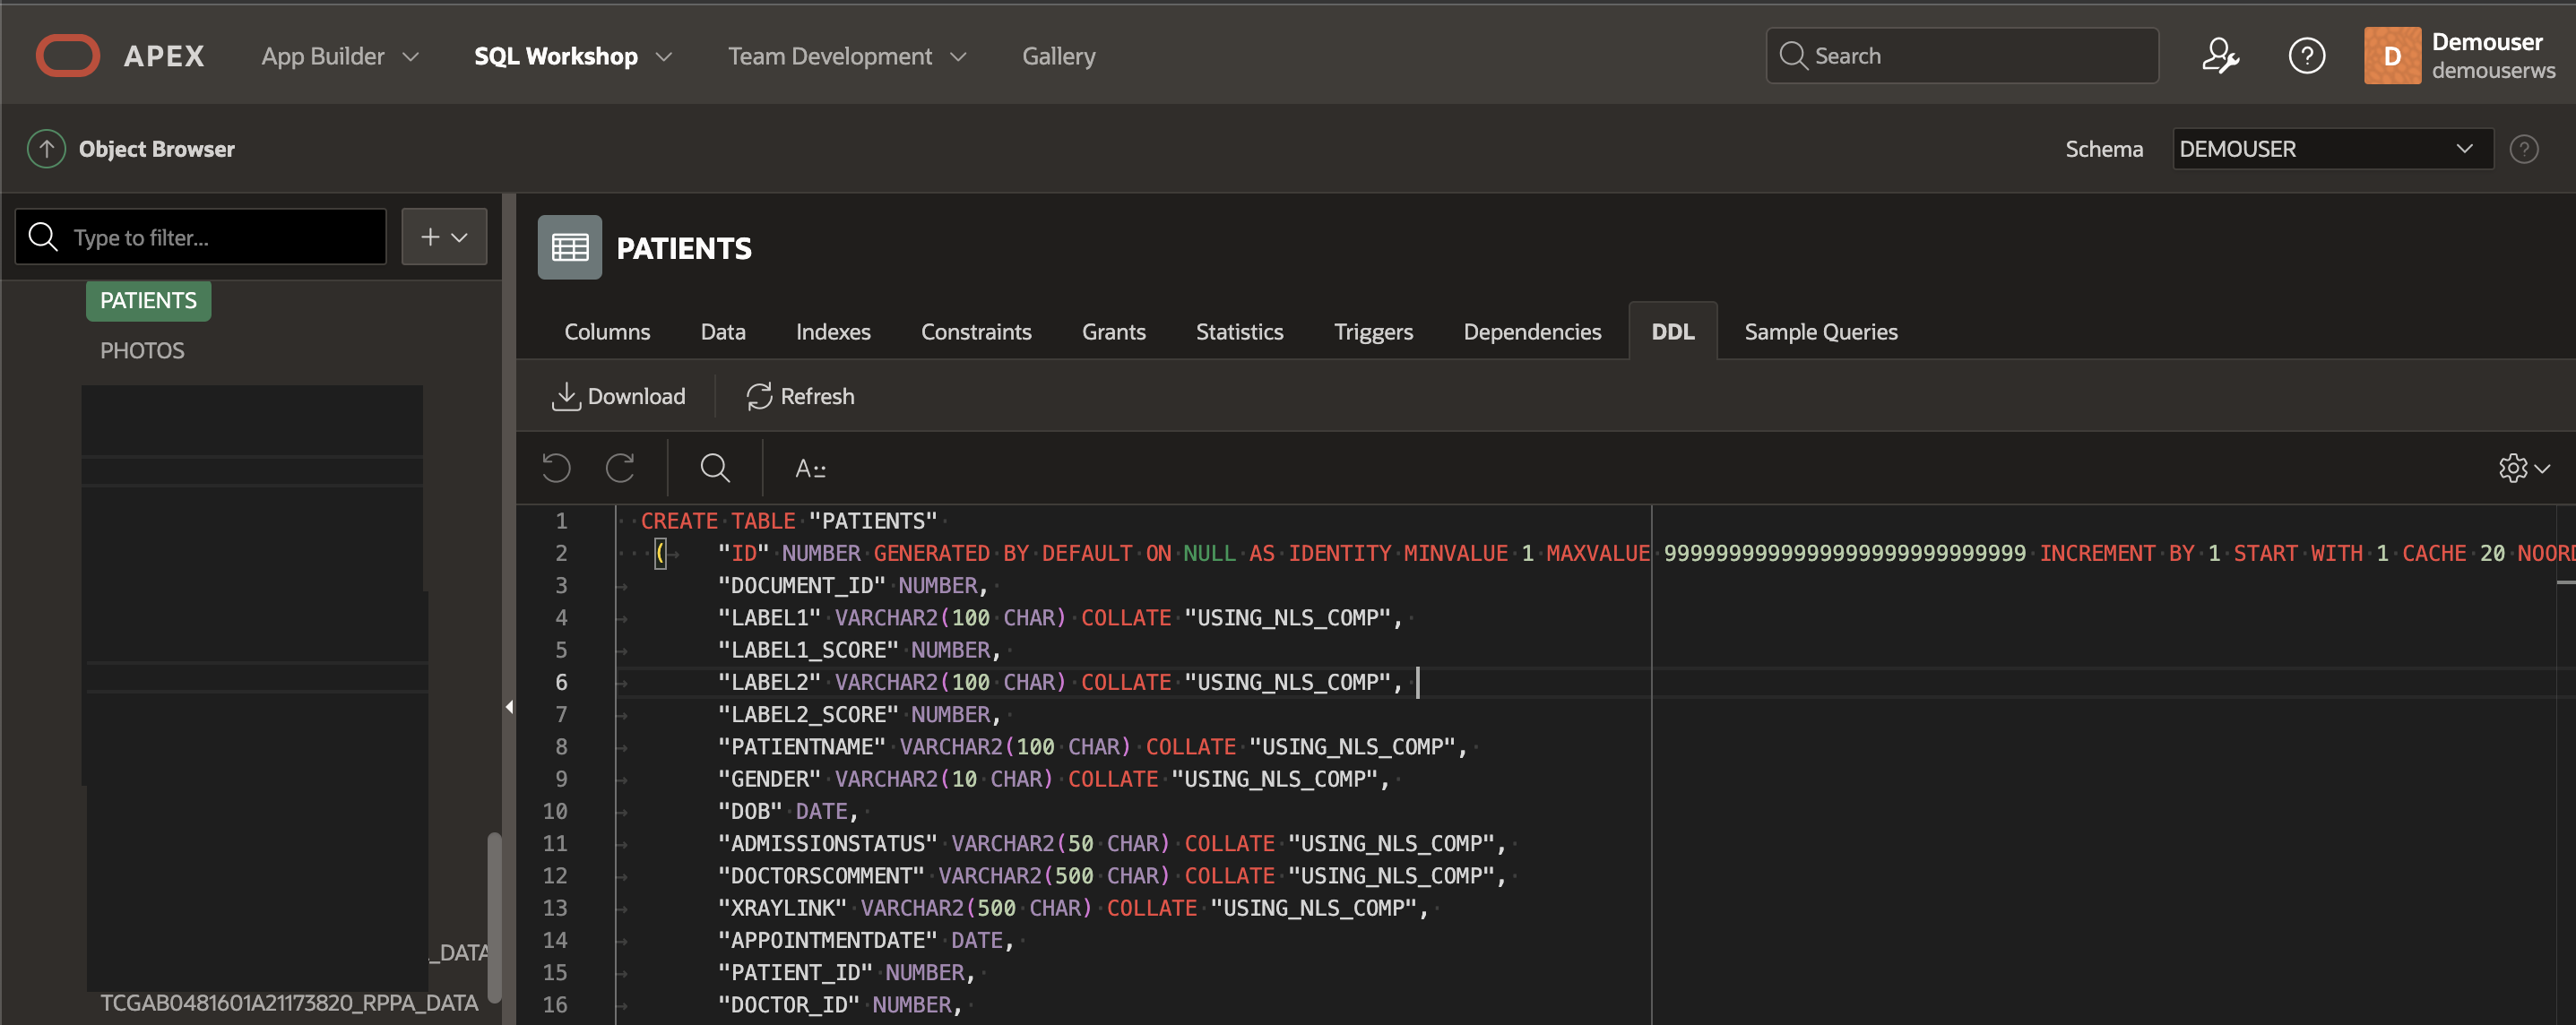 APEX App Builder SQL Workshop Team Development Gallery Search Demouser
demouserws
Object Browser Schema DEMOUSER
Type to filter...
PATIENTS
PHOTOS
_DATA
TCGAB0481601A21173820_RPPA_DATA
PATIENTS
Columns Data Indexes Constraints Grants Statistics Triggers Dependencies DDL Sample Queries
Download Refresh
1 CREATE TABLE "PATIENTS"
2 ( "ID" NUMBER GENERATED BY DEFAULT ON NULL AS IDENTITY MINVALUE 1 MAXVALUE 9999999999999999999999999999 INCREMENT BY 1 START WITH 1 CACHE 20 NOORD
3 "DOCUMENT_ID" NUMBER,
4 "LABEL1" VARCHAR2(100 CHAR) COLLATE "USING_NLS_COMP",
5 "LABEL1_SCORE" NUMBER,
6 "LABEL2" VARCHAR2(100 CHAR) COLLATE "USING_NLS_COMP",
7 "LABEL2_SCORE" NUMBER,
8 "PATIENTNAME" VARCHAR2(100 CHAR) COLLATE "USING_NLS_COMP",
9 "GENDER" VARCHAR2(10 CHAR) COLLATE "USING_NLS_COMP",
10 "DOB" DATE,
11 "ADMISSIONSTATUS" VARCHAR2(50 CHAR) COLLATE "USING_NLS_COMP",
12 "DOCTORSCOMMENT" VARCHAR2(500 CHAR) COLLATE "USING_NLS_COMP",
13 "XRAYLINK" VARCHAR2(500 CHAR) COLLATE "USING_NLS_COMP",
14 "APPOINTMENTDATE" DATE,
15 "PATIENT_ID" NUMBER,
16 "DOCTOR_ID" NUMBER,